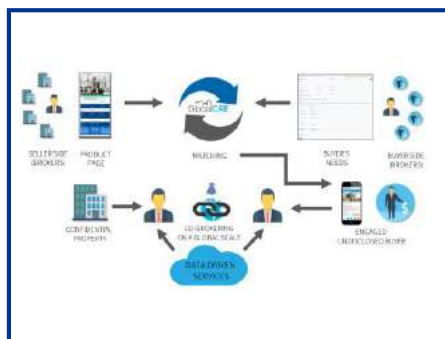 GlobalCRE
SELLERSIDE
(BROKERS)
PRODUCT
PAGE
MATCHING
BUYER'S
NEEDS
BUYERSIDE
(BROKERS)
CONFIDENTIAL
PROPERTY
CO-BROKERING
ON A GLOBAL SCALE
ENGAGED
UNDISCLOSED BUYER
DATA DRIVEN
SERVICES